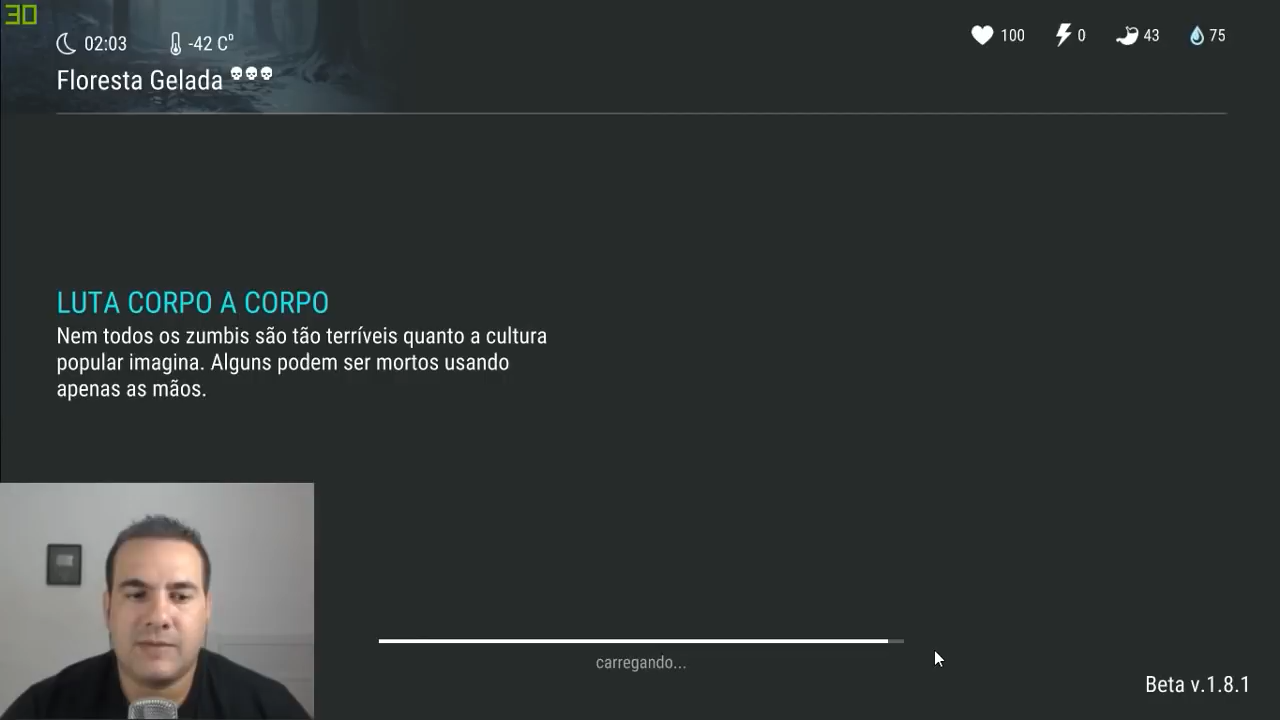 30
02:03
-42 C°
100
0
43
75
Floresta Gelada
LUTA CORPO A CORPO
Nem todos os zumbis são tão terríveis quanto a cultura
popular imagina. Alguns podem ser mortos usando
apenas as mãos.
carregando...
Beta v.1.8.1